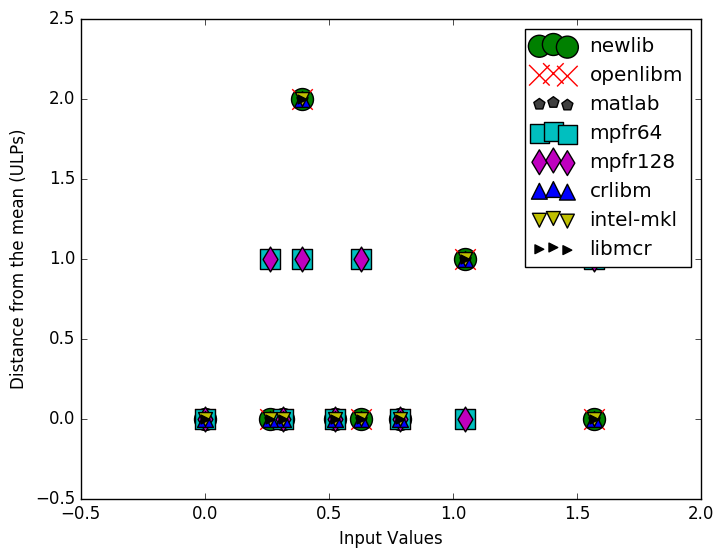 2.5
2.0
1.5
1.0
0.5
0.0
−0.5
Distance from the mean (ULPs)
newlib
openlibm
matlab
mpfr64
mpfr128
crlibm
intel-mkl
libmcr
−0.5
0.0
0.5
1.0
1.5
2.0
Input Values